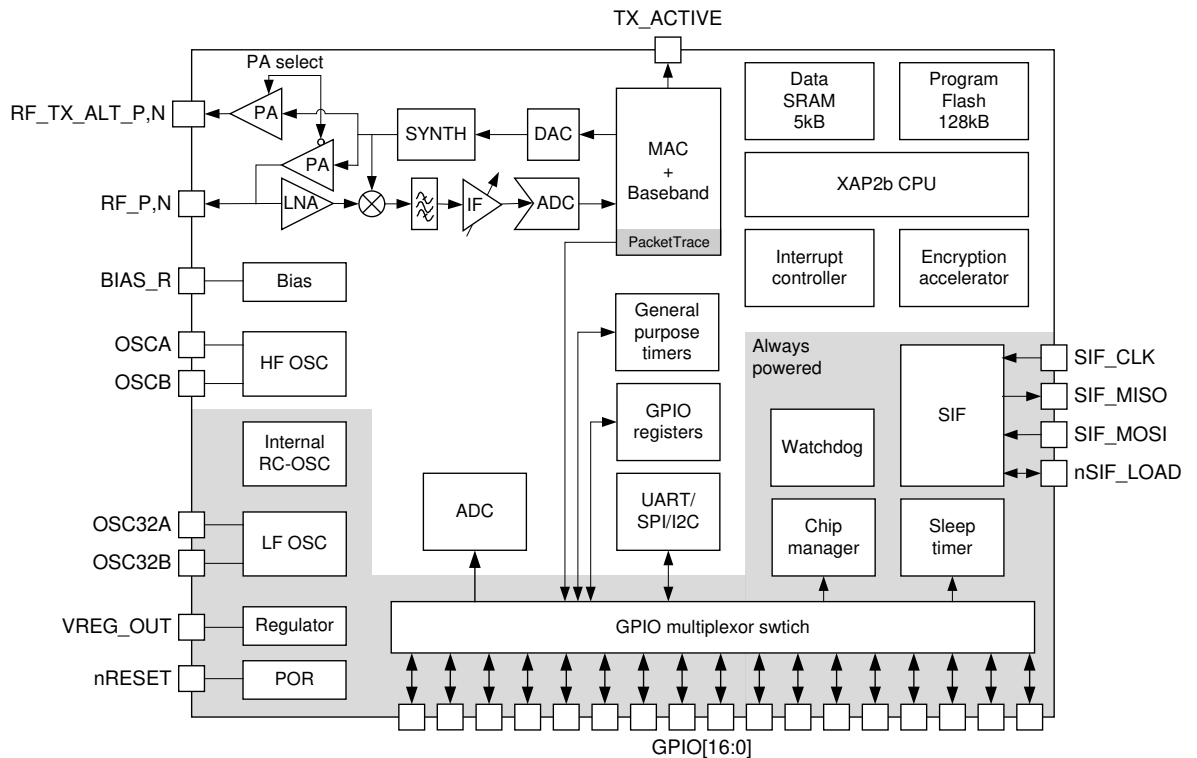 TX_ACTIVE
PA select
RF_TX_ALT_P,N
PA
SYNTH
DAC
MAC
+
Baseband
PacketTrace
Data
SRAM
5kB
Program
Flash
128kB
PA
XAP2b CPU
RF_P,N
LNA
IF
ADC
Interrupt
controller
Encryption
accelerator
BIAS_R
Bias
General
purpose
timers
OSCA
OSCB
HF OSC
Always
powered
SIF
SIF_CLK
SIF_MISO
SIF_MOSI
nSIF_LOAD
GPIO
registers
Watchdog
Internal
RC-OSC
ADC
UART/
SPI/I2C
OSC32A
OSC32B
LF OSC
Chip
manager
Sleep
timer
VREG_OUT
Regulator
GPIO multiplexor swtich
nRESET
POR
GPIO[16:0]